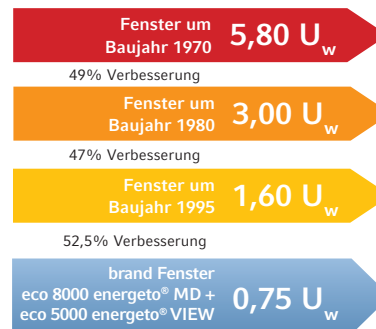 Fenster um
Baujahr 1970 5,80 Uw
49% Verbesserung
Fenster um
Baujahr 1980 3,00 Uw
47% Verbesserung
Fenster um
Baujahr 1995 1,60 Uw
52,5% Verbesserung
brand Fenster
eco 8000 energeto® MD + 0,75 Uw
eco 5000 energeto® VIEW